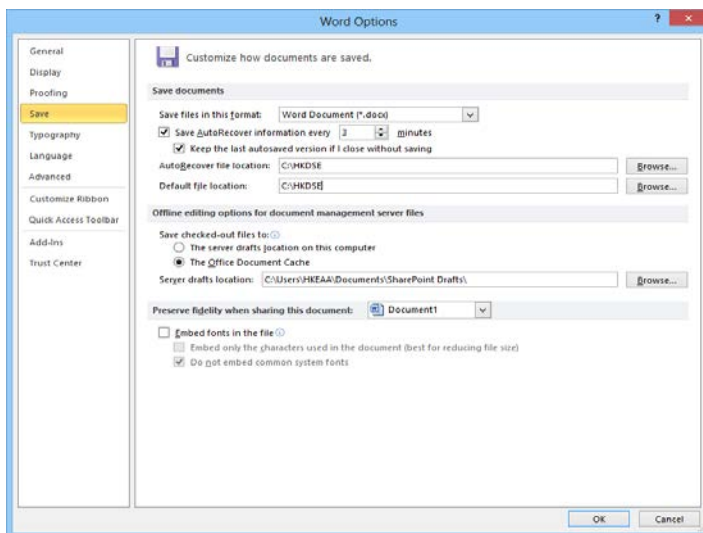 Word Options
General
Display
Proofing
Save
Typography
Language
Advanced
Customize Ribbon
Quick Access Toolbar
Add-Ins
Trust Center
Customize how documents are saved.
Save documents
Save files in this format: Word Document (*.docx)
Save AutoRecover information every 3 minutes
Keep the last autosaved version if I close without saving
AutoRecover file location: C:\HKDSE Browse...
Default file location: C:\HKDSE Browse...
Offline editing options for document management server files
Save checked-out files to:
The server drafts location on this computer
The Office Document Cache
Server drafts location: C:\Users\HKEAA\Documents\SharePoint Drafts\ Browse...
Preserve fidelity when sharing this document: Document1
Embed fonts in the file
Embed only the characters used in the document (best for reducing file size)
Do not embed common system fonts
OK Cancel